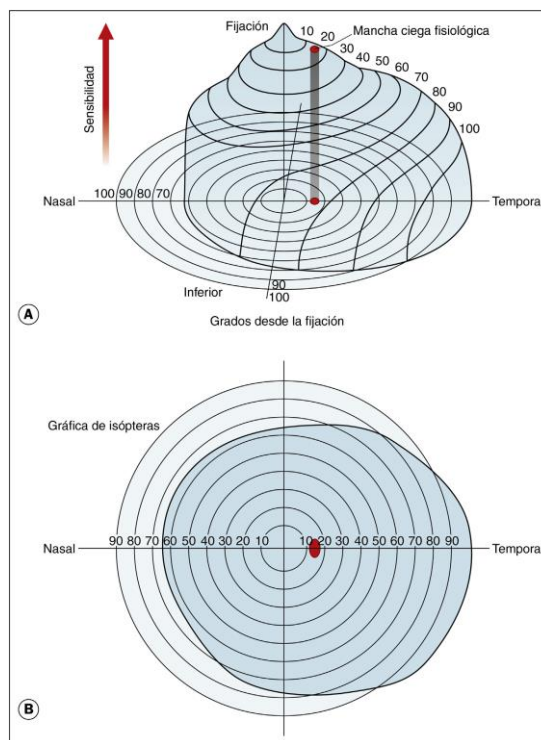 Fijación
Mancha ciega fisiológica
10
20
30
40
50
60
70
80
90
100
Sensibilidad
Nasal
100 90 80 70
Tempora
Inferior
90
100
A
Grados desde la fijación
Gráfica de isópteras
Nasal
90 80 70 60 50 40 30 20 10
10 20 30 40 50 60 70 80 90
Tempora
B